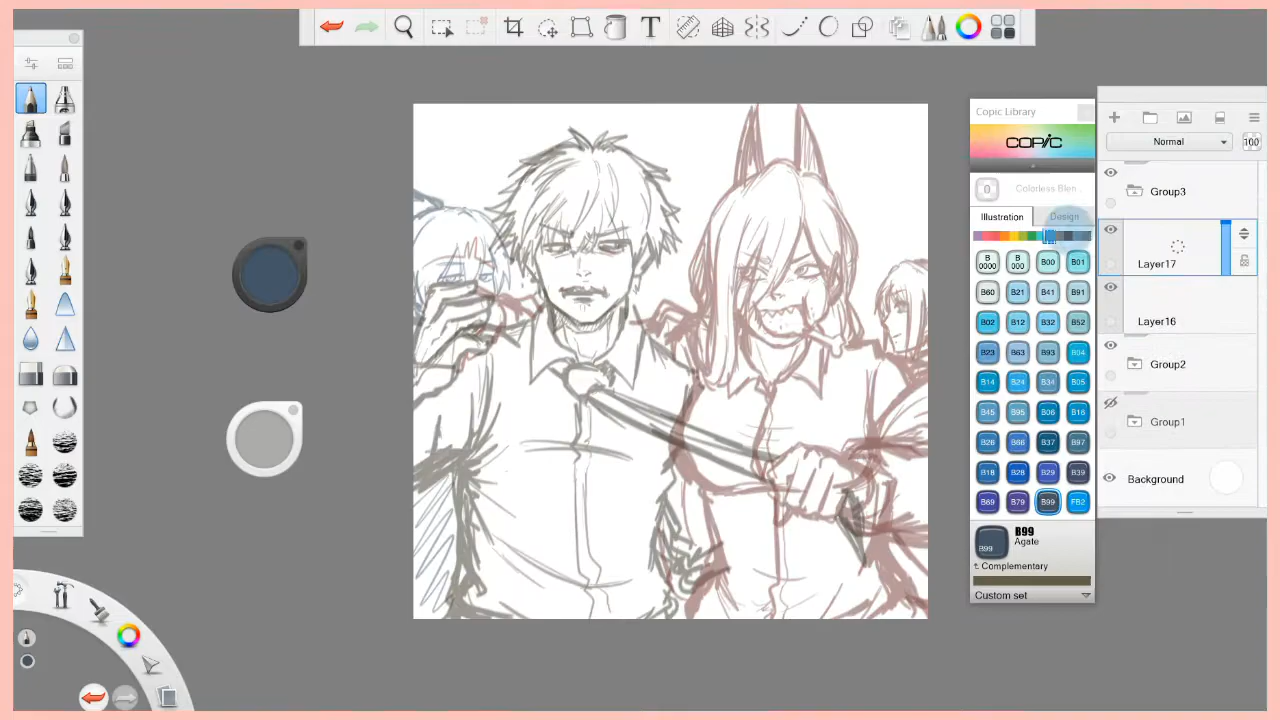 T
Copic Library
COPIC
0 Colorless Blen
Illustration Design
B 0000 B 000 B00 B01
B60 B21 B41 B91
B02 B12 B32 B52
B23 B63 B93 B04
B14 B24 B34 B05
B45 B95 B06 B16
B26 B66 B37 B97
B18 B28 B29 B39
B69 B79 B99 FB2
B99
B99
Agate
Complementary
Custom set
Normal 100
Group3
Layer17
Layer16
Group2
Group1
Background